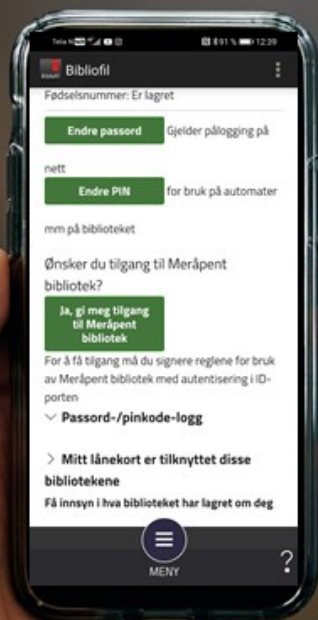 91 % 12:39
Bibliofil
Fødselsnummer: Er lagret
Endre passord Gjelder pålogging på
nett
Endre PIN for bruk på automater
mm på biblioteket
Ønsker du tilgang til Meråpent
bibliotek?
Ja, gi meg tilgang
til Meråpent
bibliotek
For å få tilgang må du signere reglene for bruk
av Meråpent bibliotek med autentisering i ID-
porten
Passord-/pinkode-logg
Mitt lånekort er tilknyttet disse
bibliotekene
Få innsyn i hva biblioteket har lagret om deg
MENY ?